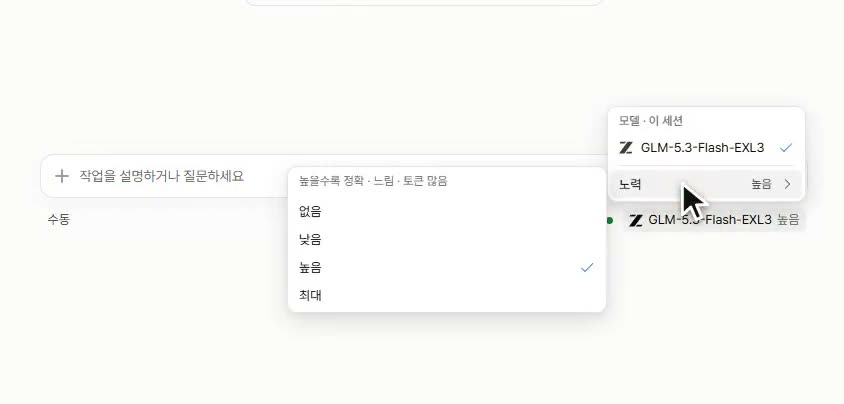 모델 · 이 세션
GLM-5.3-Flash-EXL3
작업을 설명하거나 질문하세요
노력 높음
높을수록 정확 · 느림 · 토큰 많음
없음
낮음
높음
최대
수동
GLM-5.3-Flash-EXL3 높음